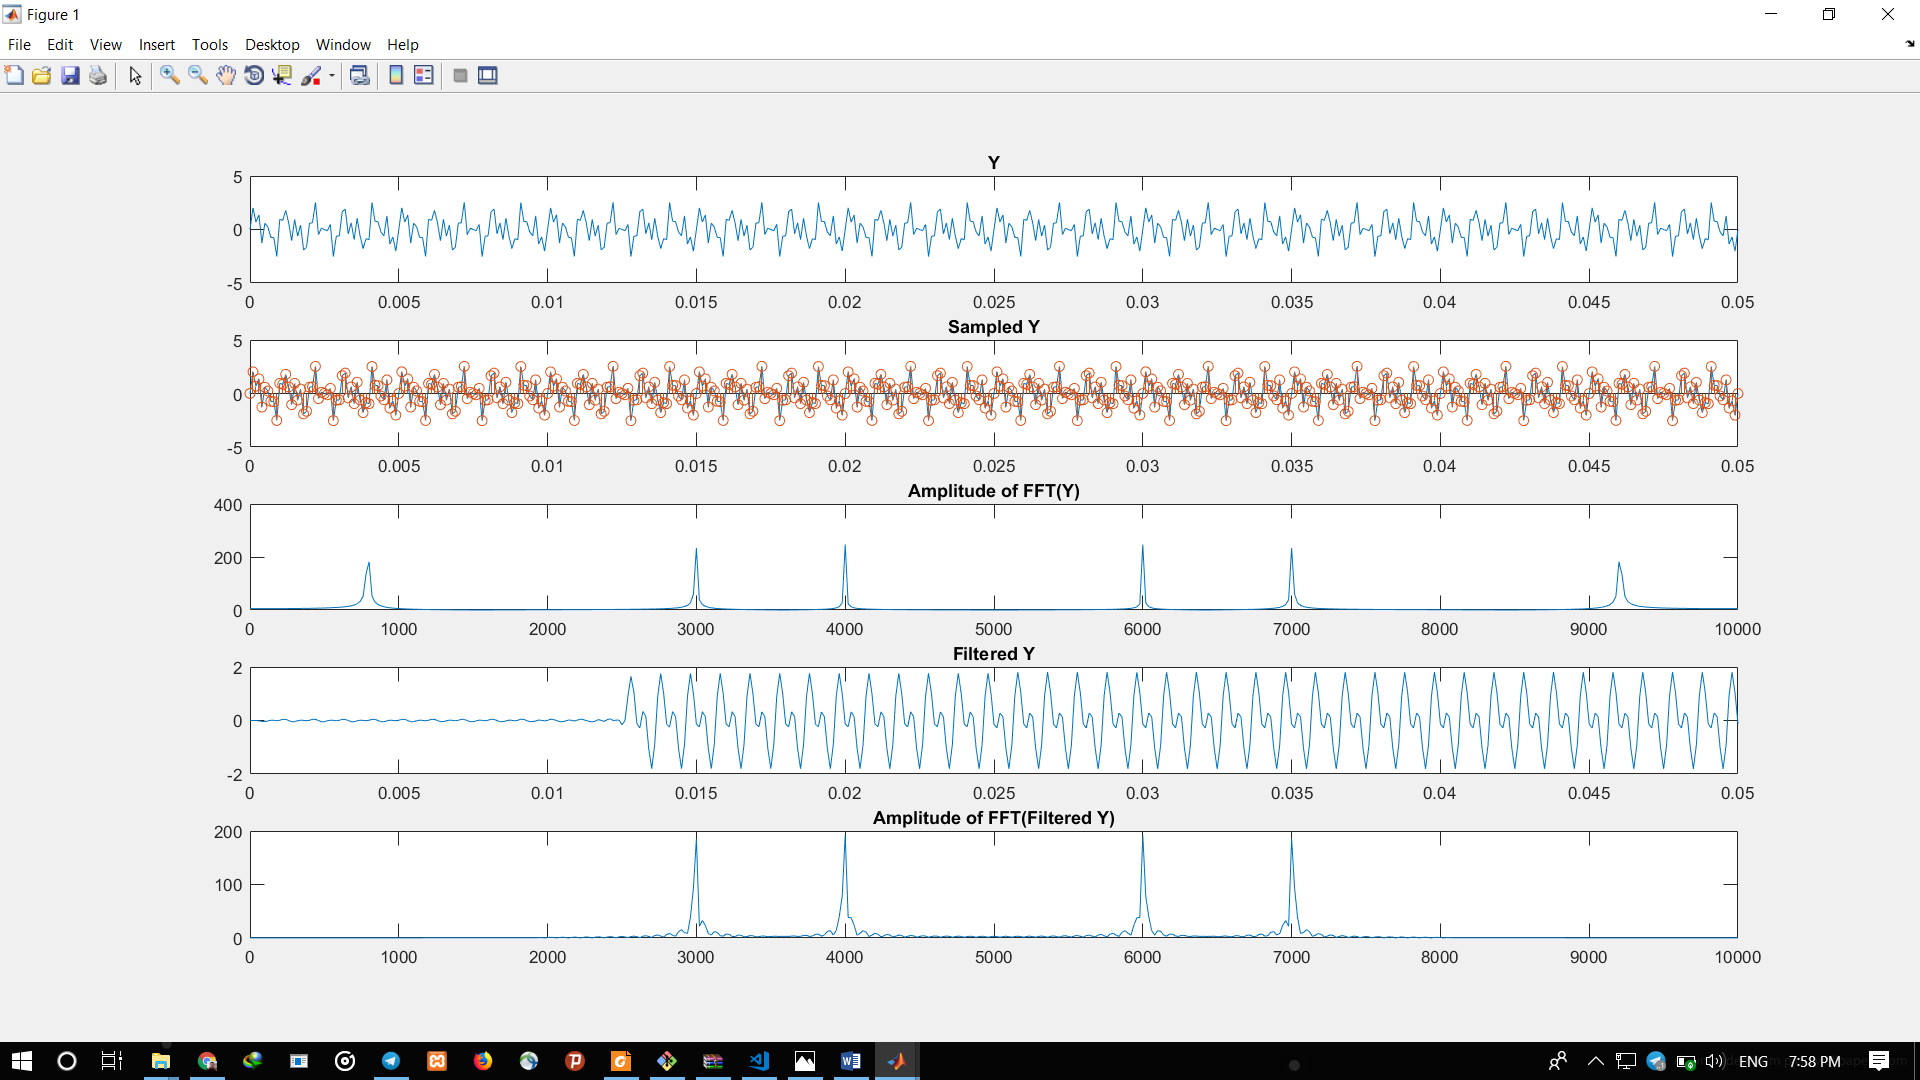 Figure 1
File Edit View Insert Tools Desktop Window Help
Y
5
0
-5
0 0.005 0.01 0.015 0.02 0.025 0.03 0.035 0.04 0.045 0.05
Sampled Y
5
0
-5
0 0.005 0.01 0.015 0.02 0.025 0.03 0.035 0.04 0.045 0.05
Amplitude of FFT(Y)
400
200
0
0 1000 2000 3000 4000 5000 6000 7000 8000 9000 10000
Filtered Y
2
0
-2
0 0.005 0.01 0.015 0.02 0.025 0.03 0.035 0.04 0.045 0.05
Amplitude of FFT(Filtered Y)
200
100
0
0 1000 2000 3000 4000 5000 6000 7000 8000 9000 10000
ENG 7:58 PM